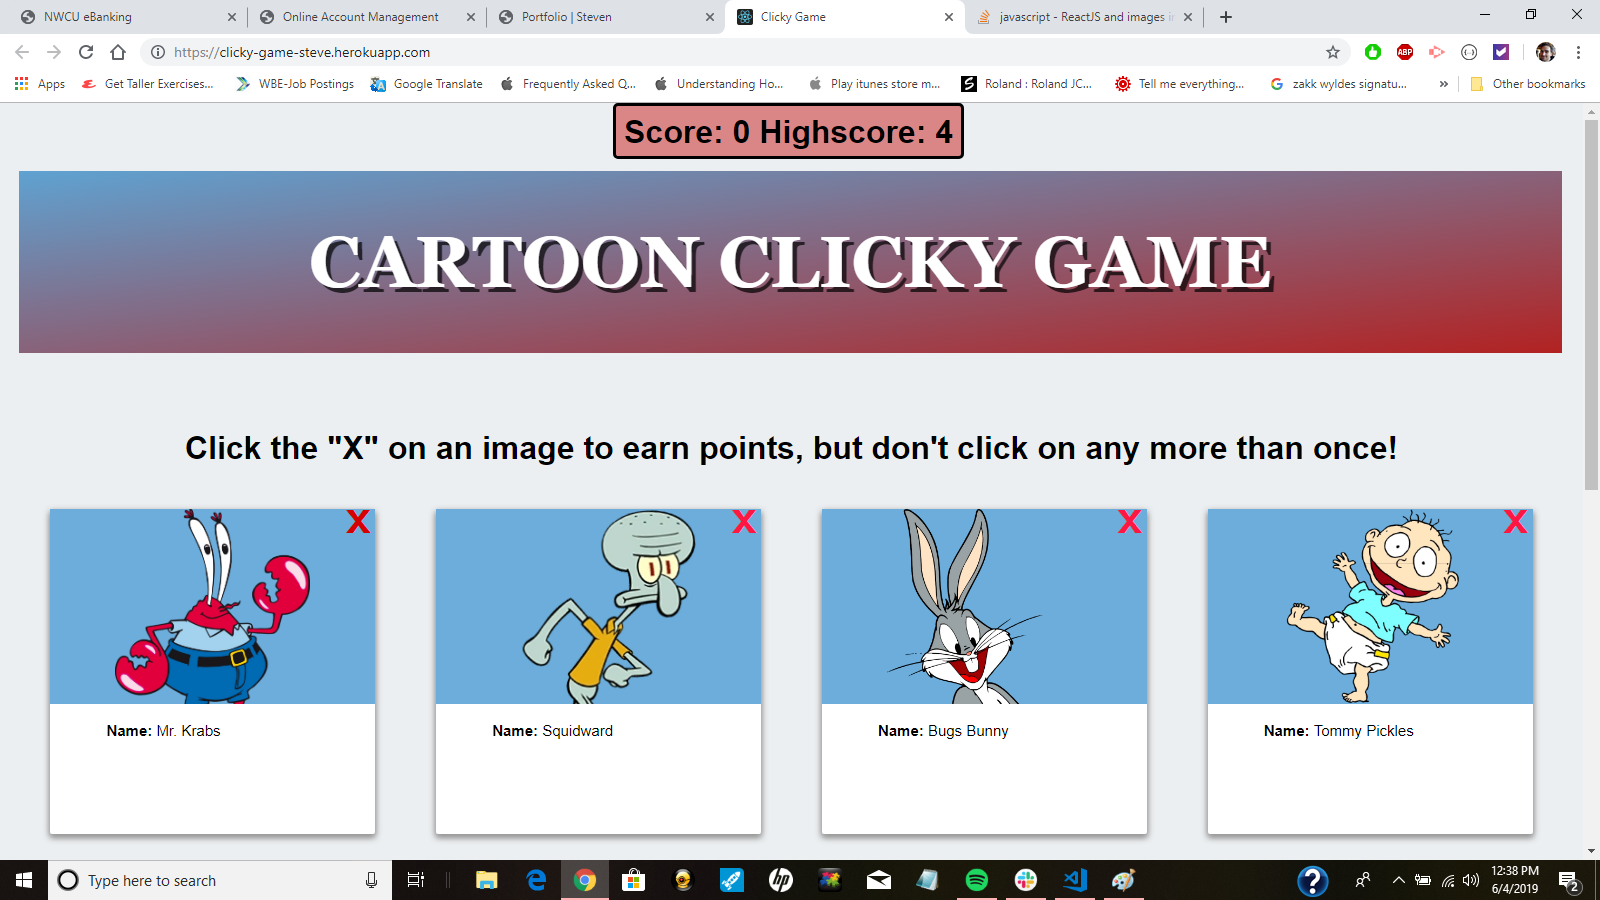 NWCU eBanking
Online Account Management
Portfolio | Steven
Clicky Game
javascript - ReactJS and images i
https://clicky-game-steve.herokuapp.com
ABP
Apps
Get Taller Exercises...
WBE-Job Postings
Google Translate
Frequently Asked Q...
Understanding Ho...
Play itunes store m...
Roland : Roland JC...
Tell me everything...
zakk wyldes signatu...
»
Other bookmarks
Score: 0 Highscore: 4
CARTOON CLICKY GAME
Click the "X" on an image to earn points, but don't click on any more than once!
X
X
X
X
Name: Mr. Krabs
Name: Squidward
Name: Bugs Bunny
Name: Tommy Pickles
Type here to search
12:38 PM
6/4/2019
2